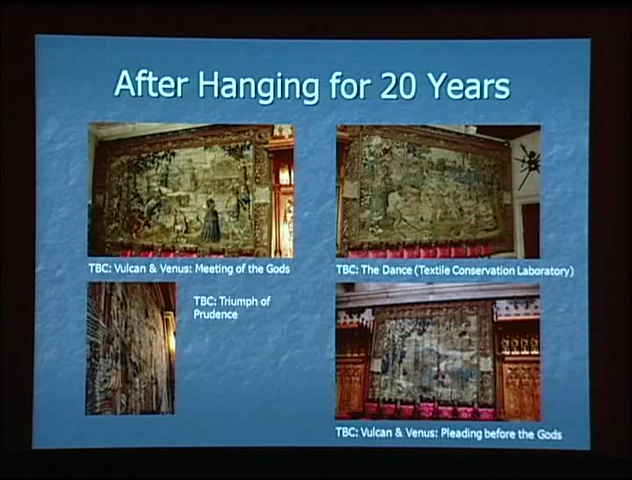 After Hanging for 20 Years
TBC: Vulcan & Venus: Meeting of the Gods
TBC: The Dance (Textile Conservation Laboratory)
TBC: Triumph of
Prudence
TBC: Vulcan & Venus: Pleading before the Gods